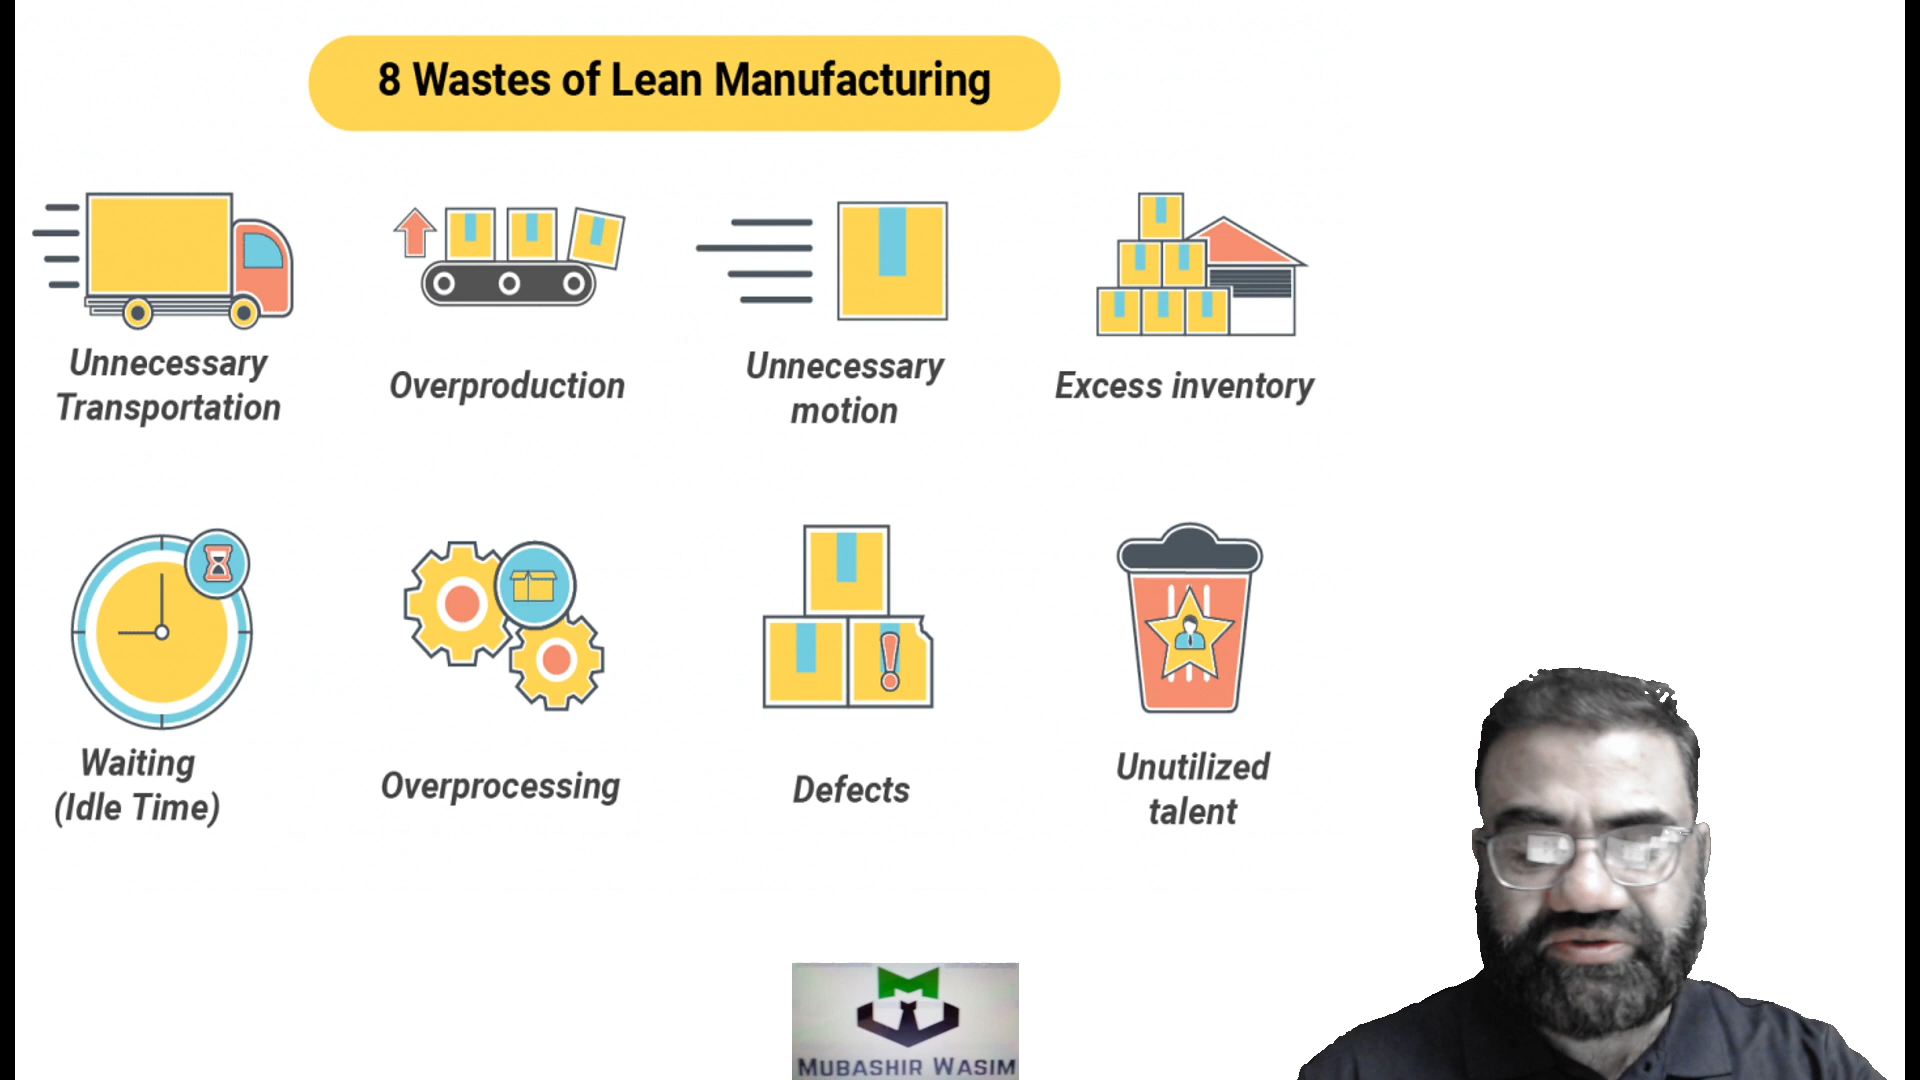 8 Wastes of Lean Manufacturing
Unnecessary
Transportation
Overproduction
Unnecessary
motion
Excess inventory
Waiting
(Idle Time)
Overprocessing
Defects
Unutilized
talent
MUBASHIR WASIM